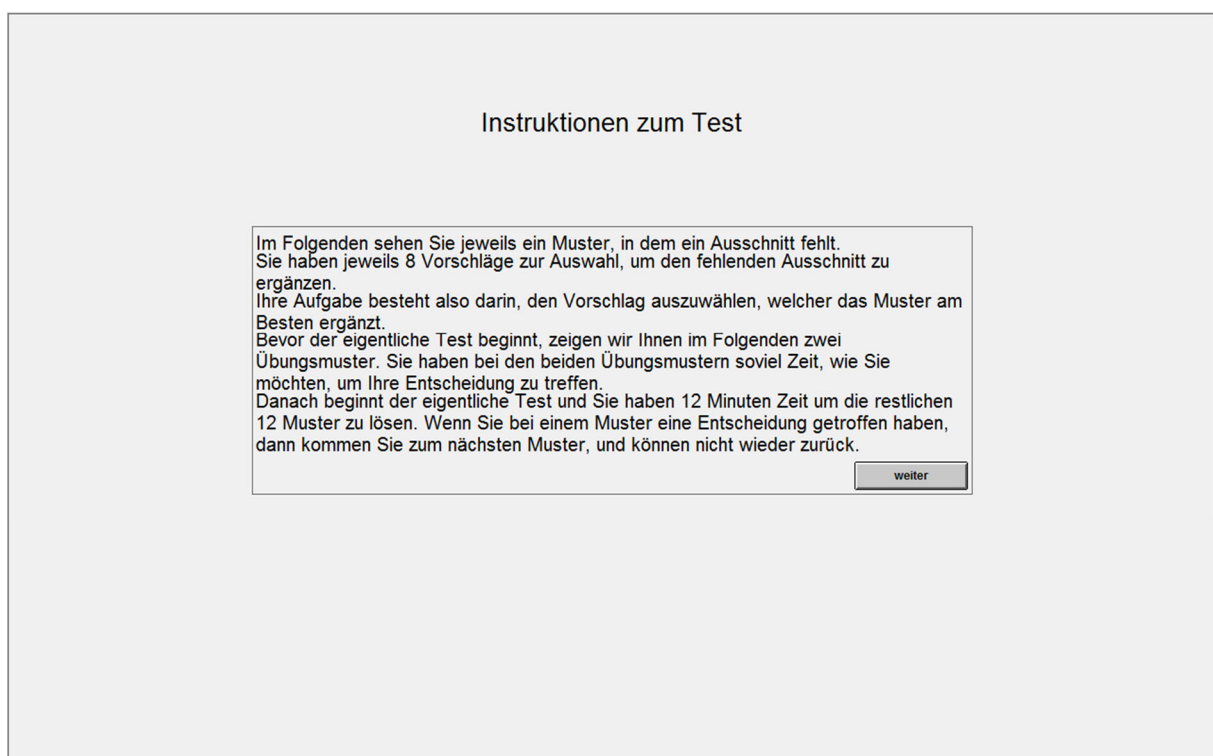 Instruktionen zum Test
Im Folgenden sehen Sie jeweils ein Muster, in dem ein Ausschnitt fehlt.
Sie haben jeweils 8 Vorschläge zur Auswahl, um den fehlenden Ausschnitt zu
ergänzen.
Ihre Aufgabe besteht also darin, den Vorschlag auszuwählen, welcher das Muster am
Besten ergänzt.
Bevor der eigentliche Test beginnt, zeigen wir Ihnen im Folgenden zwei
Übungsmuster. Sie haben bei den beiden Übungsmustern soviel Zeit, wie Sie
möchten, um Ihre Entscheidung zu treffen.
Danach beginnt der eigentliche Test und Sie haben 12 Minuten Zeit um die restlichen
12 Muster zu lösen. Wenn Sie bei einem Muster eine Entscheidung getroffen haben,
dann kommen Sie zum nächsten Muster, und können nicht wieder zurück.
weiter